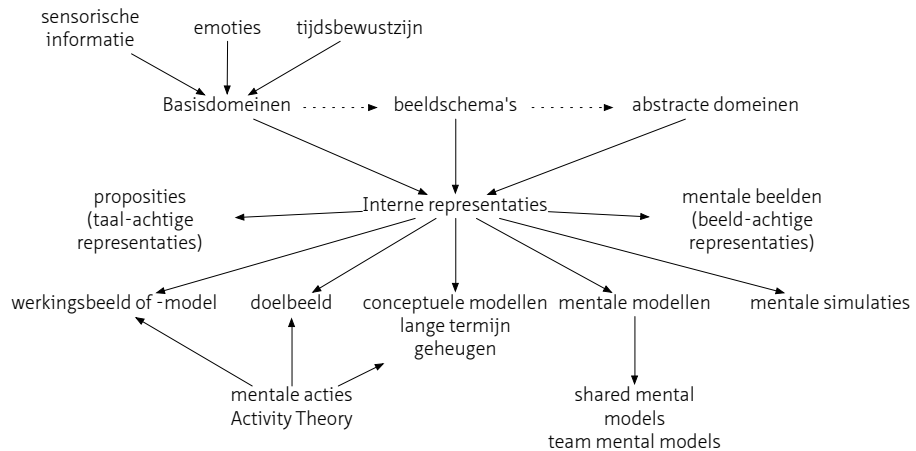 sensorische
informatie
emoties
tijdsbewustzijn
Basisdomeinen
beeldschema's
abstracte domeinen
proposities
(taal-achtige
representaties)
Interne representaties
mentale beelden
(beeld-achtige
representaties)
werkingsbeeld of -model
doelbeeld
conceptuele modellen
lange termijn
geheugen
mentale modellen
mentale simulaties
mentale acties
Activity Theory
shared mental
models
team mental models